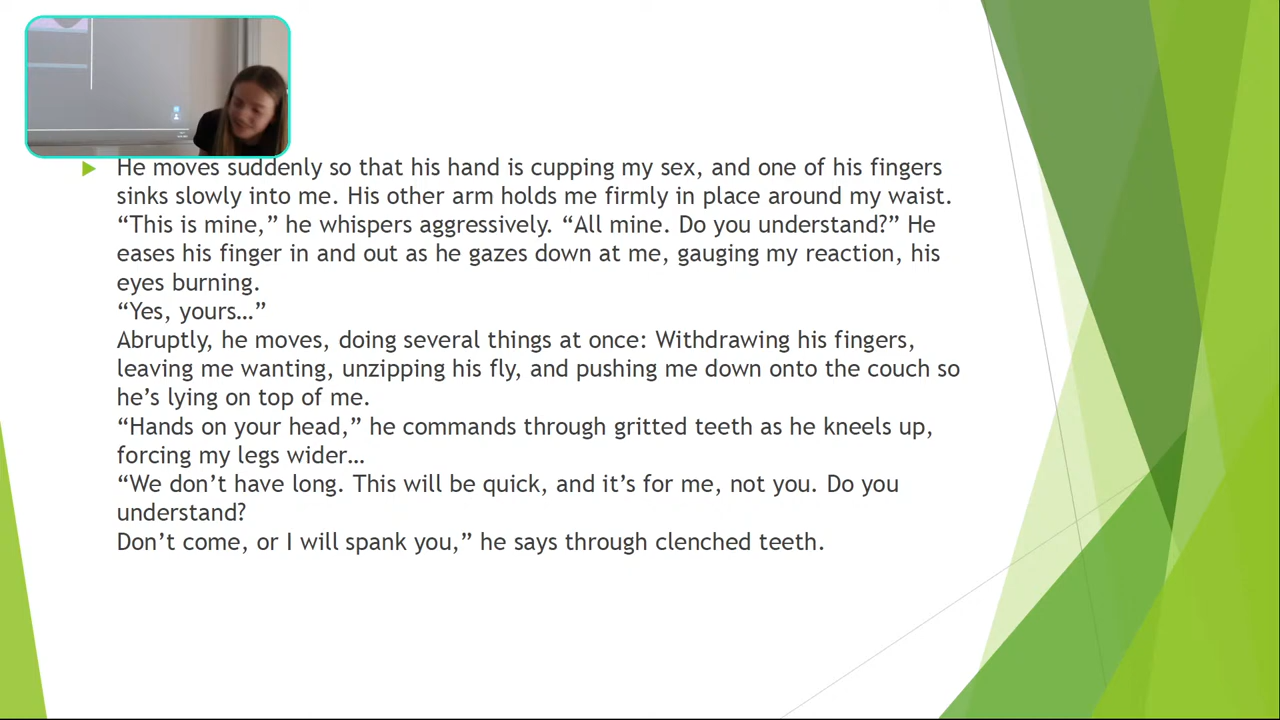 He moves suddenly so that his hand is cupping my sex, and one of his fingers
sinks slowly into me. His other arm holds me firmly in place around my waist.
“This is mine,” he whispers aggressively. “All mine. Do you understand?” He
eases his finger in and out as he gazes down at me, gauging my reaction, his
eyes burning.
“Yes, yours…”
Abruptly, he moves, doing several things at once: Withdrawing his fingers,
leaving me wanting, unzipping his fly, and pushing me down onto the couch so
he’s lying on top of me.
“Hands on your head,” he commands through gritted teeth as he kneels up,
forcing my legs wider…
“We don’t have long. This will be quick, and it’s for me, not you. Do you
understand?
Don’t come, or I will spank you,” he says through clenched teeth.